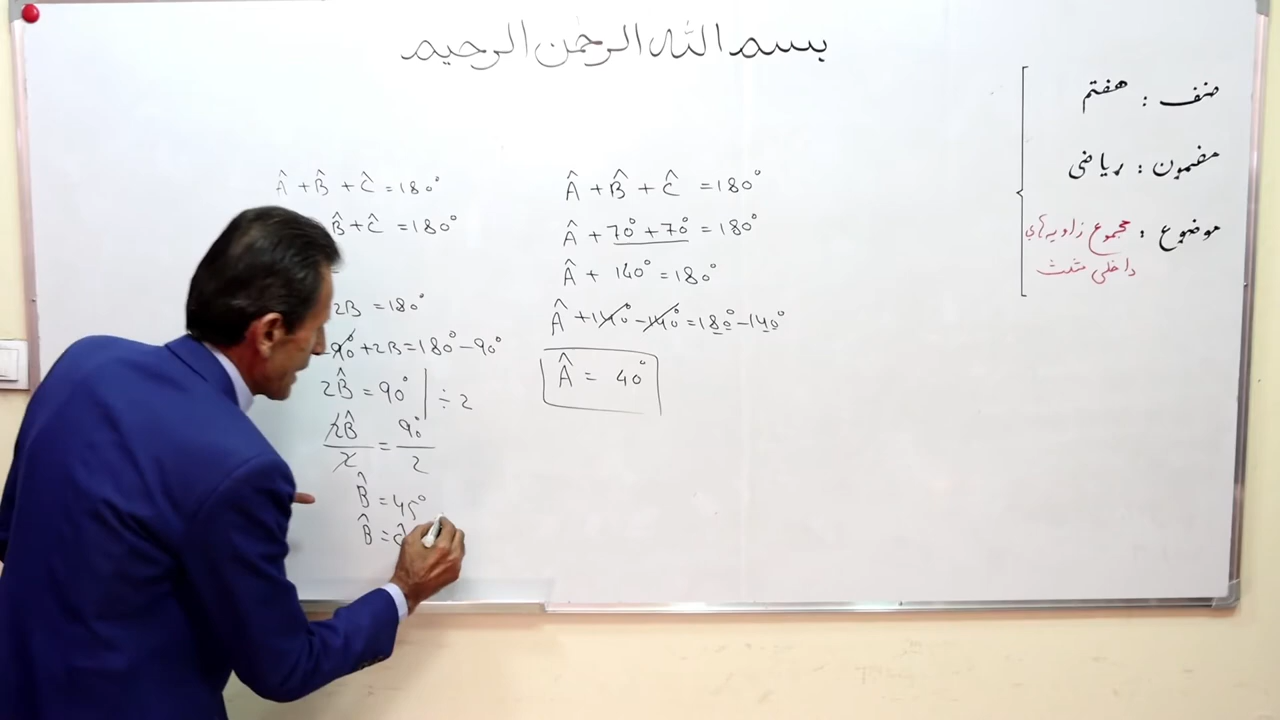 بسم الله الرحمن الرحیم
صنف : هفتم
مضمون : ریاضی
موضوع : مجموع زاویه‌های
داخلی مثلث
Â + B̂ + Ĉ = 180°
Â + 70° + 70° = 180°
Â + 140° = 180°
Â + 140° - 140° = 180° - 140°
Â = 40°
Â + B̂ + Ĉ = 180°
B̂ + Ĉ = 180°
2B = 180°
90° + 2B = 180° - 90°
2B̂ = 90° | ÷ 2
2B̂/2 = 90°/2
B̂ = 45°
B̂ = Ĉ